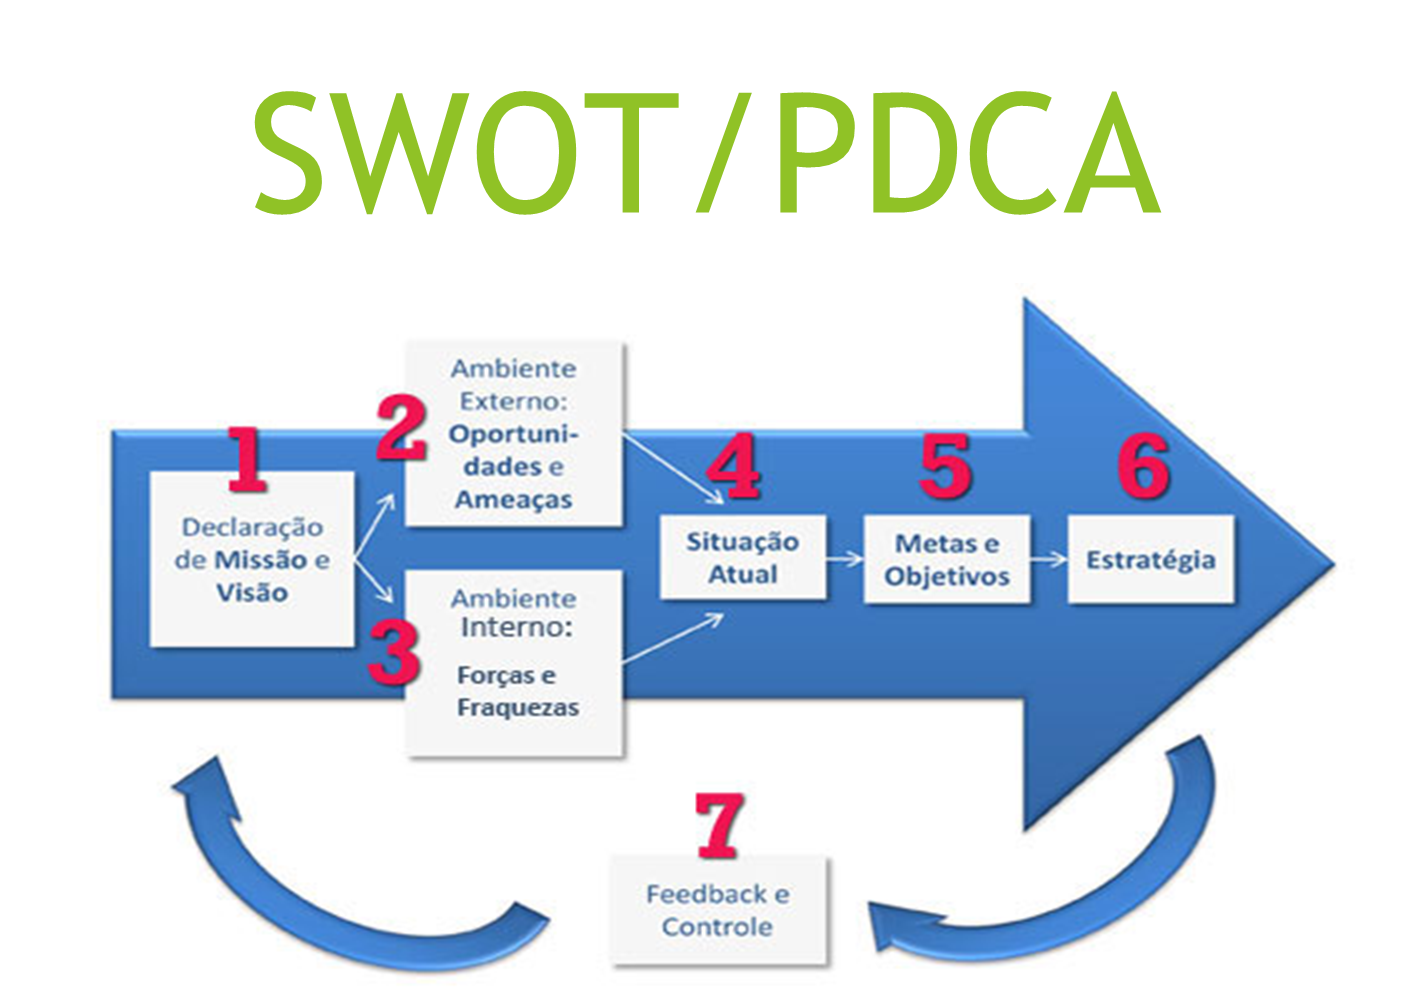 SWOT/PDCA
1
Declaração
de Missão e
Visão
2
Ambiente
Externo:
Oportuni-
dades e
Ameaças
3
Ambiente
Interno:
Forças e
Fraquezas
4
Situação
Atual
5
Metas e
Objetivos
6
Estratégia
7
Feedback e
Controle